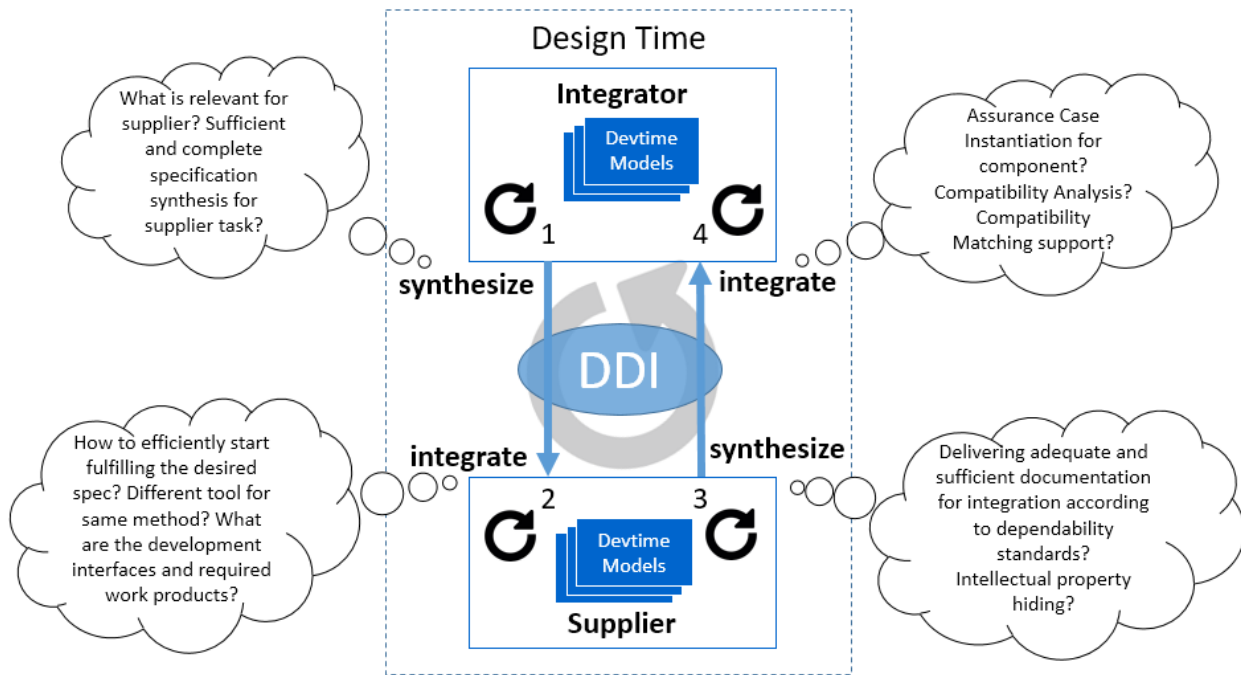 Design Time
Integrator
Devtime
Models
1
4
synthesize
integrate
What is relevant for
supplier? Sufficient
and complete
specification
synthesis for
supplier task?
Assurance Case
Instantiation for
component?
Compatibility Analysis?
Compatibility
Matching support?
DDI
integrate
synthesize
2
3
Devtime
Models
Supplier
How to efficiently start
fulfilling the desired
spec? Different tool for
same method? What
are the development
interfaces and required
work products?
Delivering adequate and
sufficient documentation
for integration according
to dependability
standards?
Intellectual property
hiding?